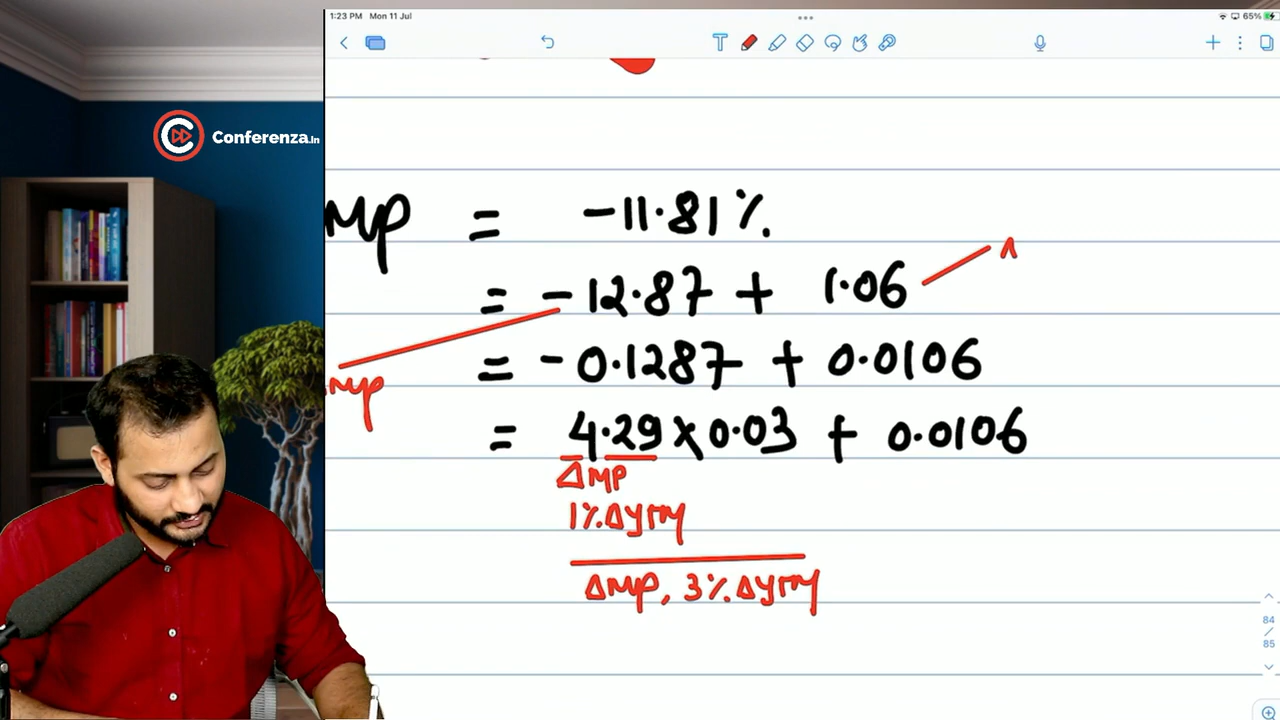 1:23 PM Mon 11 Jul
65%
Conferenza.in
MP = -11.81%
= -12.87 + 1.06
= -0.1287 + 0.0106
MP
= 4.29 × 0.03 + 0.0106
ΔMP
1% ΔYTM
ΔMP, 3% ΔYTM
84
/
85